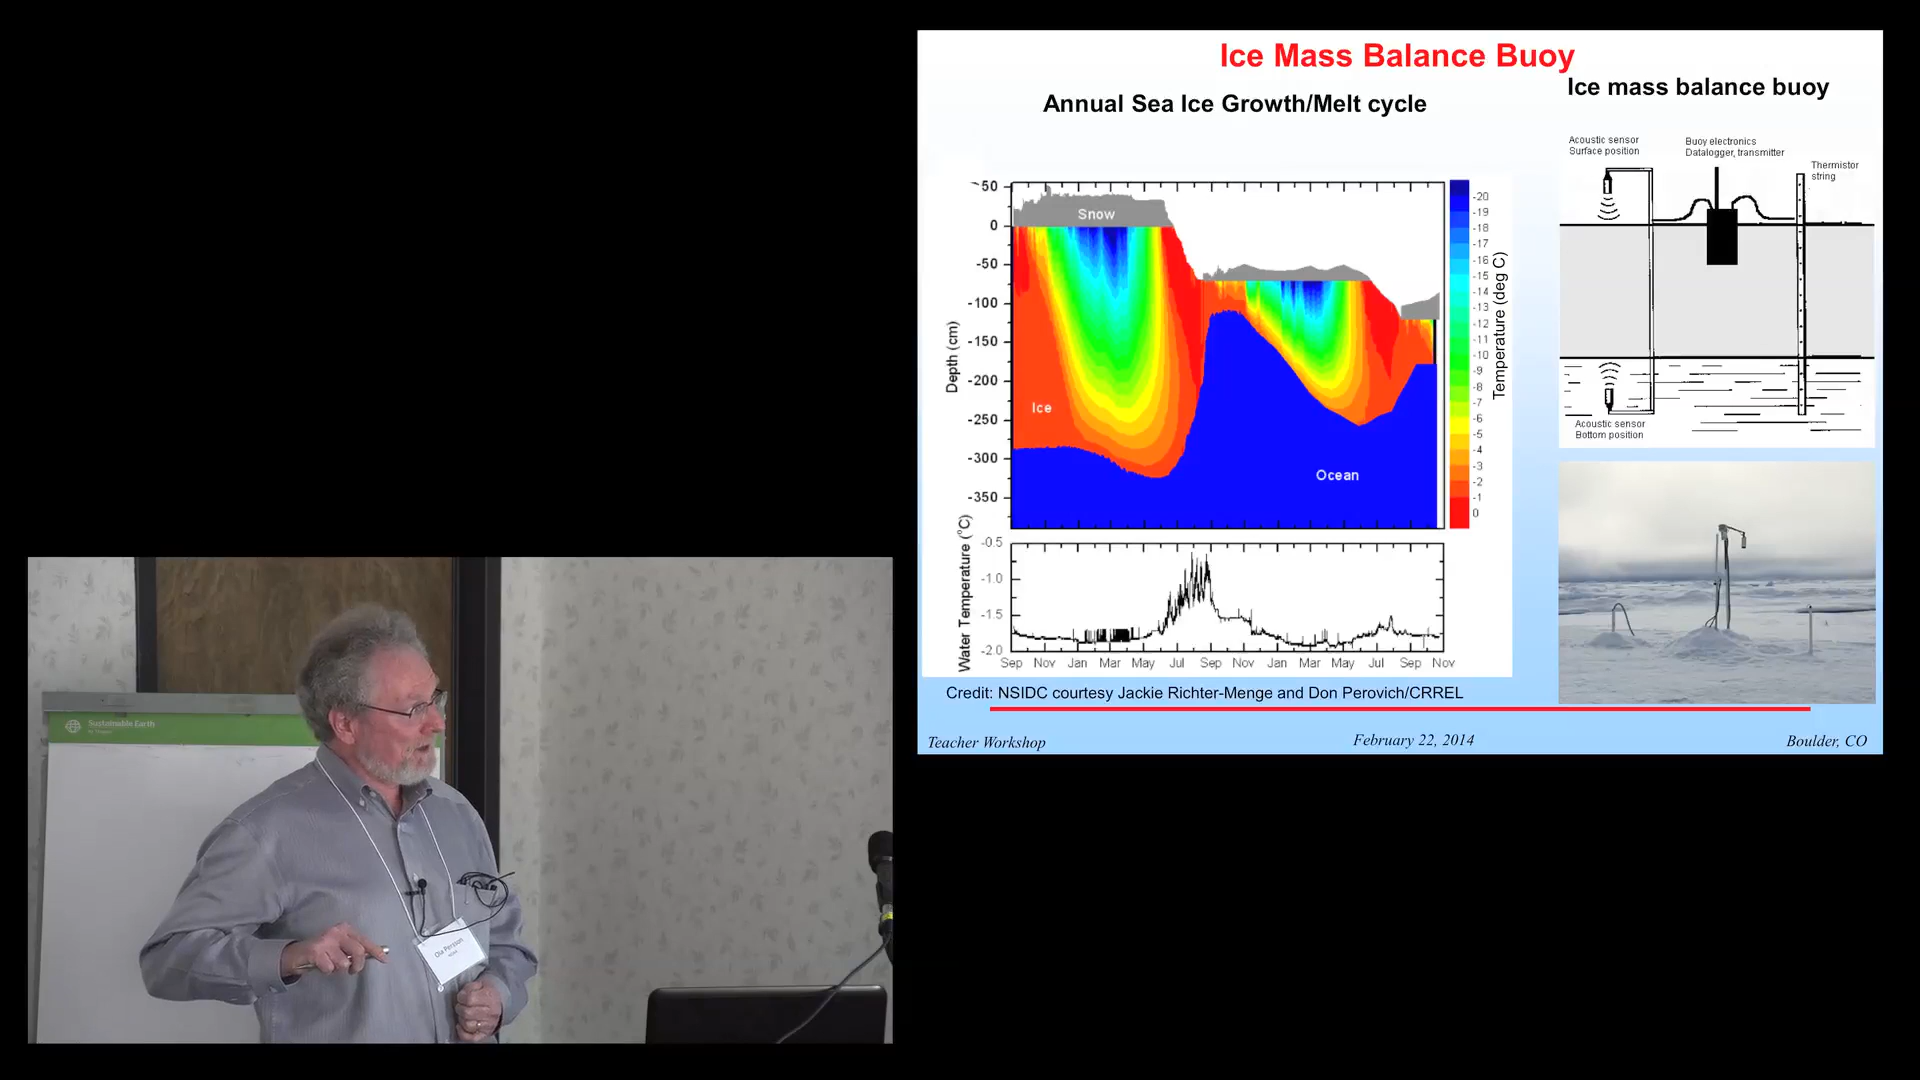 Ice Mass Balance Buoy
Ice mass balance buoy
Annual Sea Ice Growth/Melt cycle
Acoustic sensor
Surface position
Buoy electronics
Datalogger, transmitter
Thermistor
string
Acoustic sensor
Bottom position
50
0
-50
-100
-150
-200
-250
-300
-350
Depth (cm)
Snow
Ice
Ocean
-20
-19
-18
-17
-16
-15
-14
-13
-12
-11
-10
-9
-8
-7
-6
-5
-4
-3
-2
-1
0
Temperature (deg C)
Water Temperature (°C)
-0.5
-1.0
-1.5
-2.0
Sep Nov Jan Mar May Jul Sep Nov Jan Mar May Jul Sep Nov
Credit: NSIDC courtesy Jackie Richter-Menge and Don Perovich/CRREL
Teacher Workshop
February 22, 2014
Boulder, CO
Sustainable Earth
Ola Persson